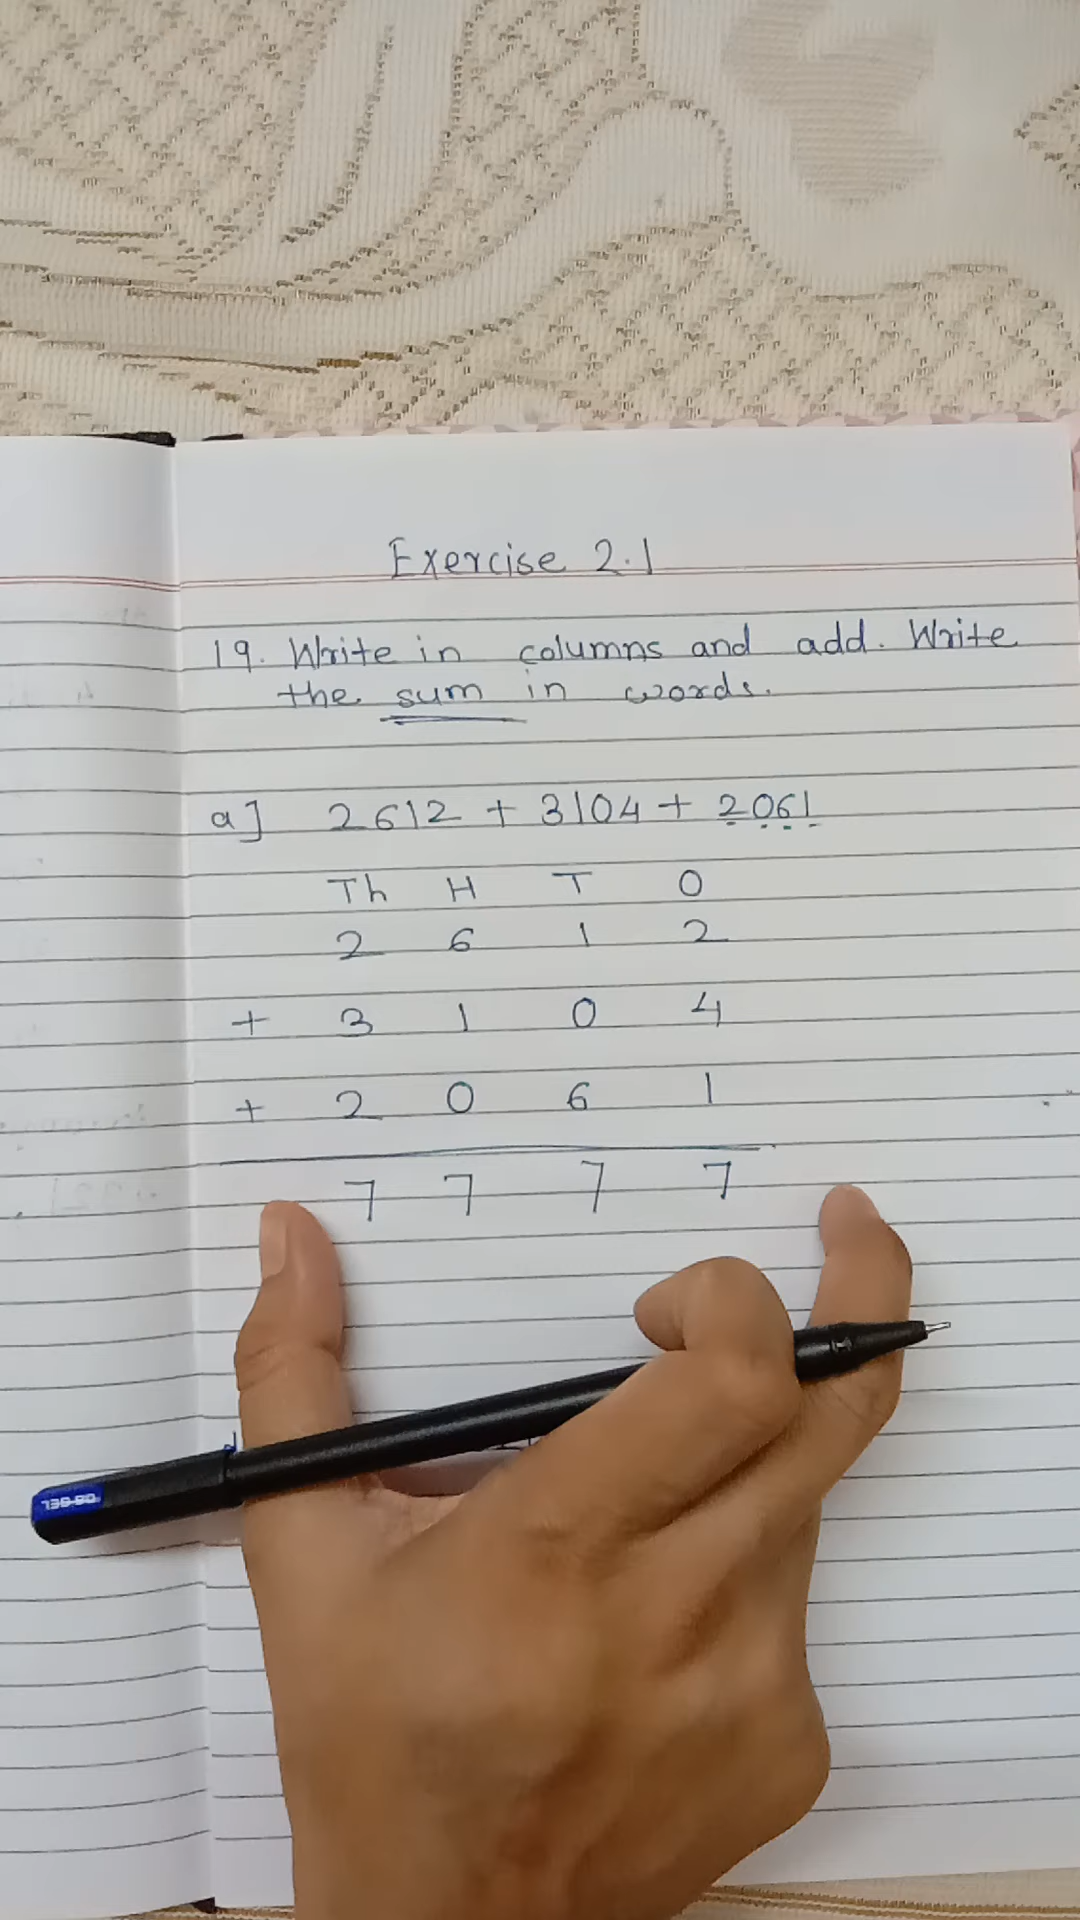 Exercise 2.1
19. Write in columns and add. Write
the sum in words.
a] 2612 + 3104 + 2061
Th H T O
2 6 1 2
+ 3 1 0 4
+ 2 0 6 1
7 7 7 7